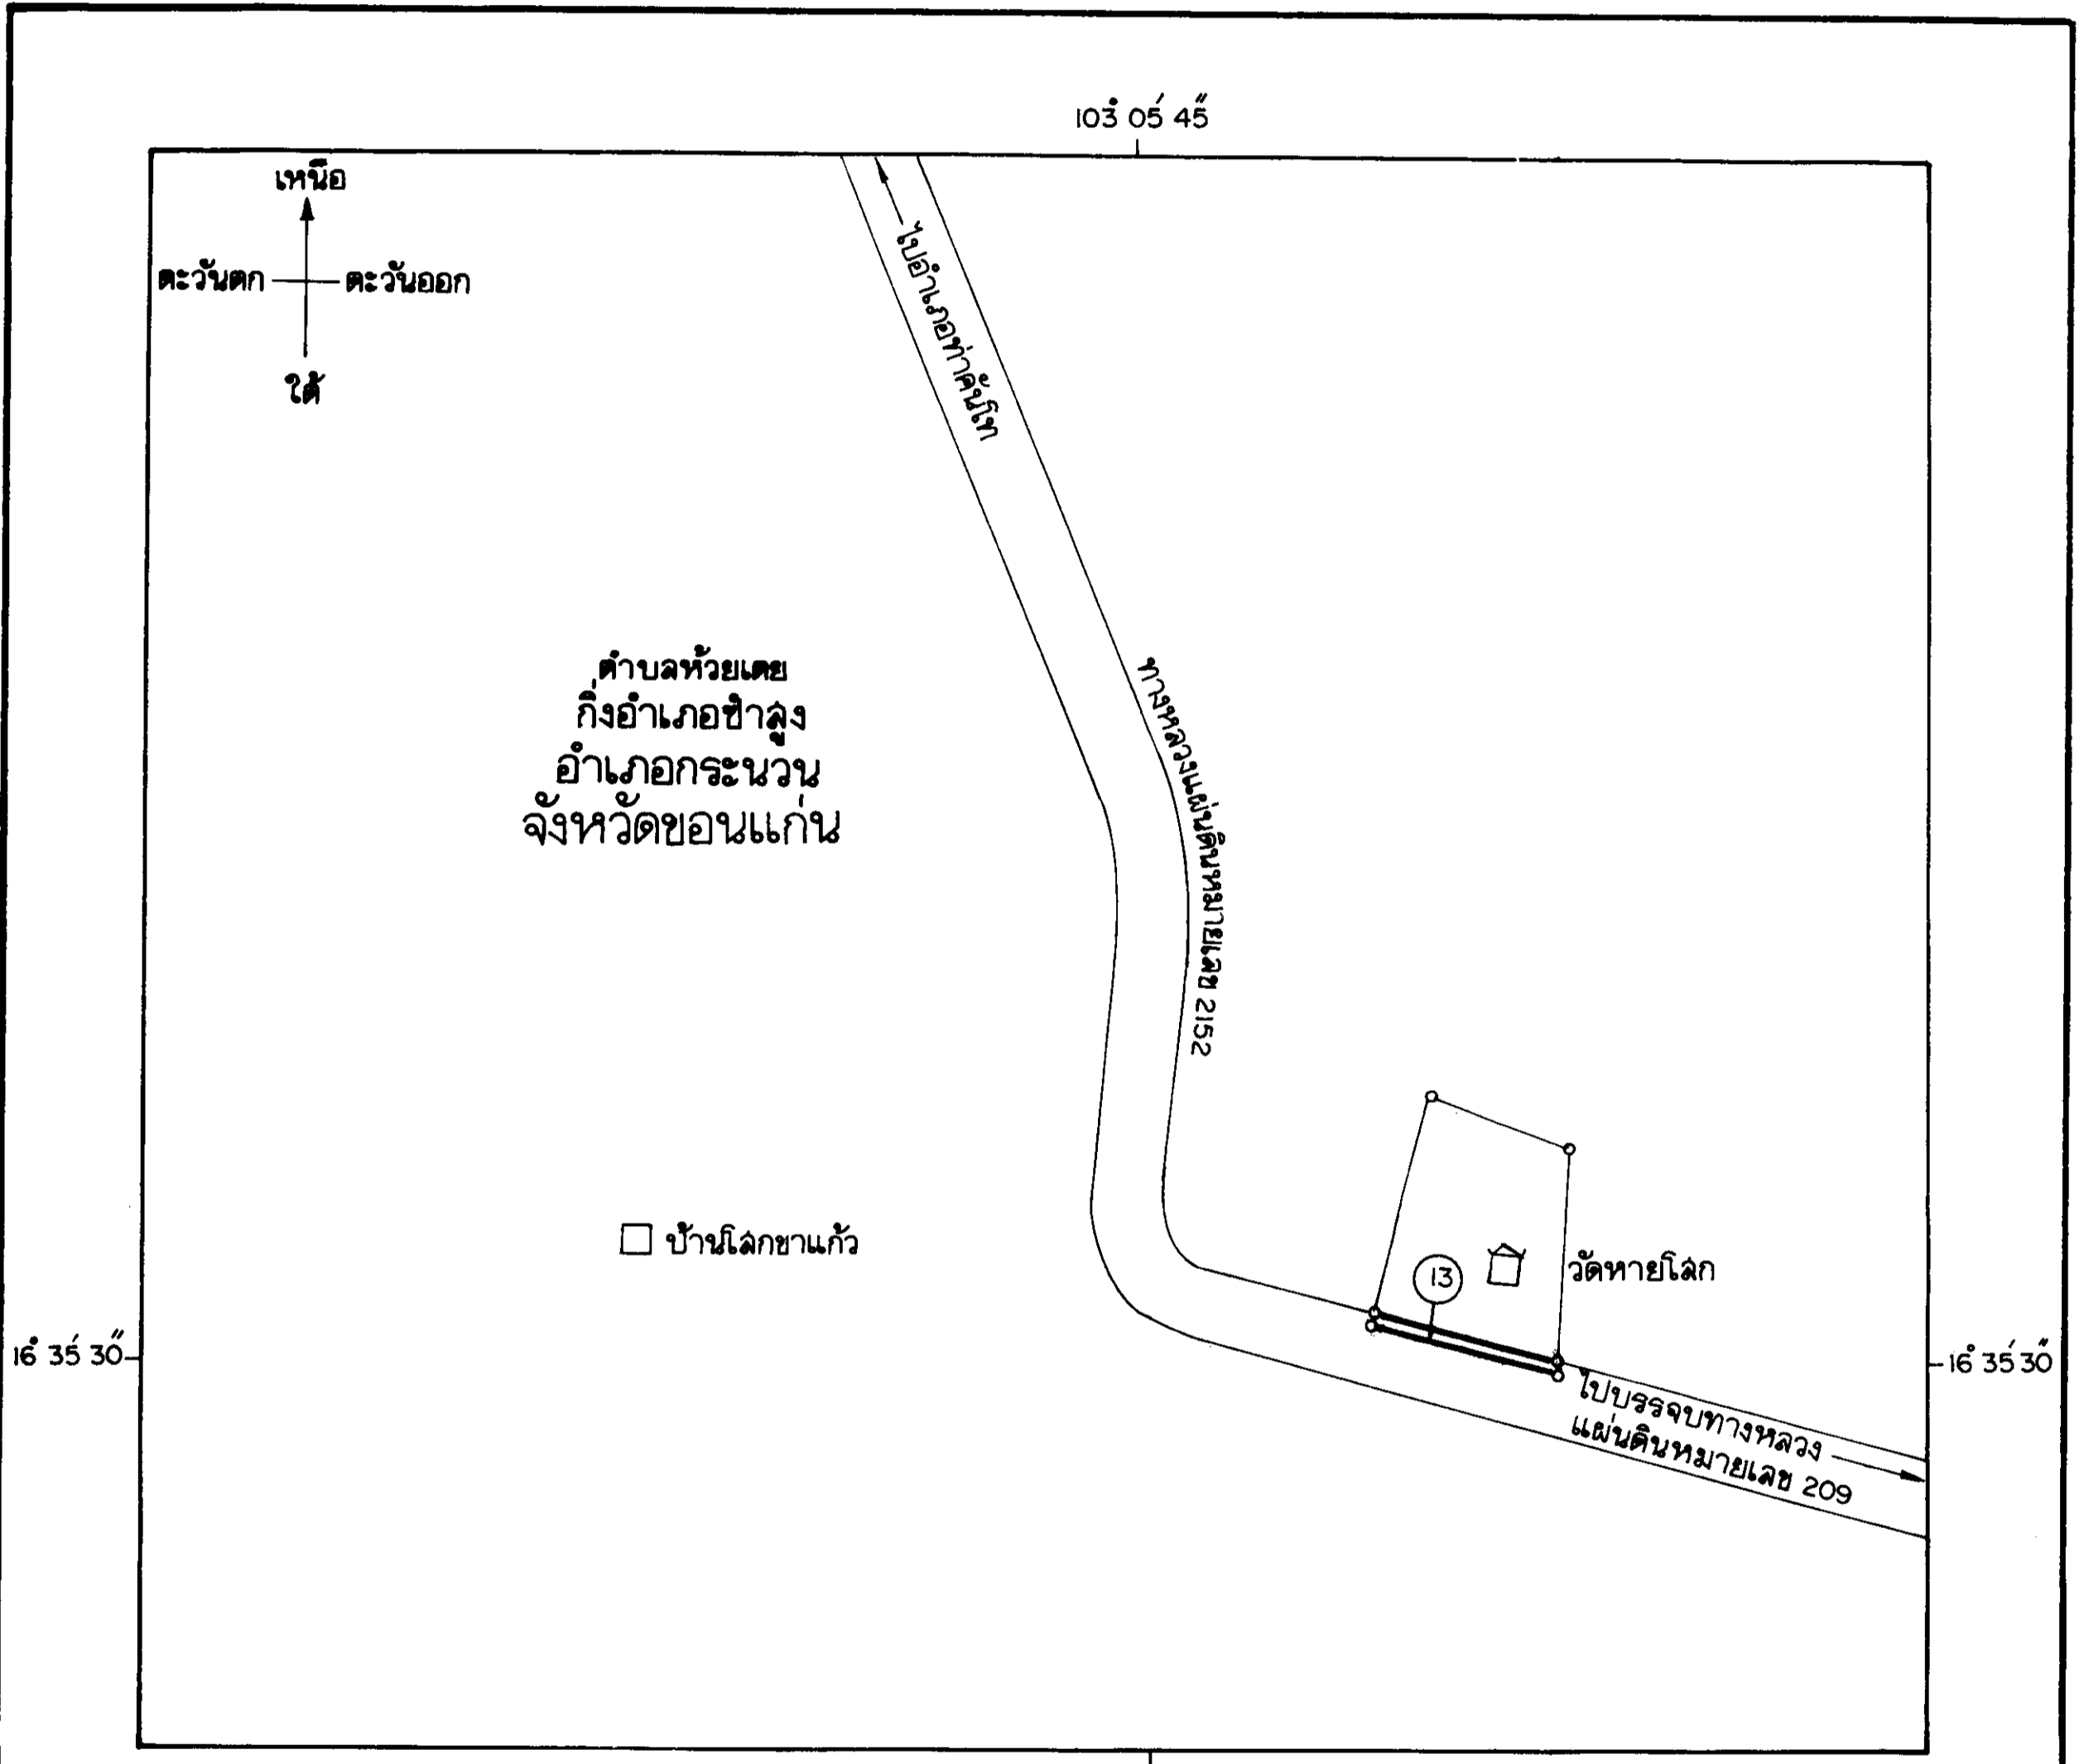 103° 05′ 45″
เหนือ
ตะวันตก
ตะวันออก
ใต้
ไปอำเภอท่าคันโท
ตำบลห้วยเตย
กิ่งอำเภอซำสูง
อำเภอกระนวน
จังหวัดขอนแก่น
ทางหลวงแผ่นดินหมายเลข 2152
บ้านโสกขาแก้ว
13
วัดหายโสก
16° 35′ 30″
16° 35′ 30″
ไปบรรจบทางหลวง
แผ่นดินหมายเลข 209